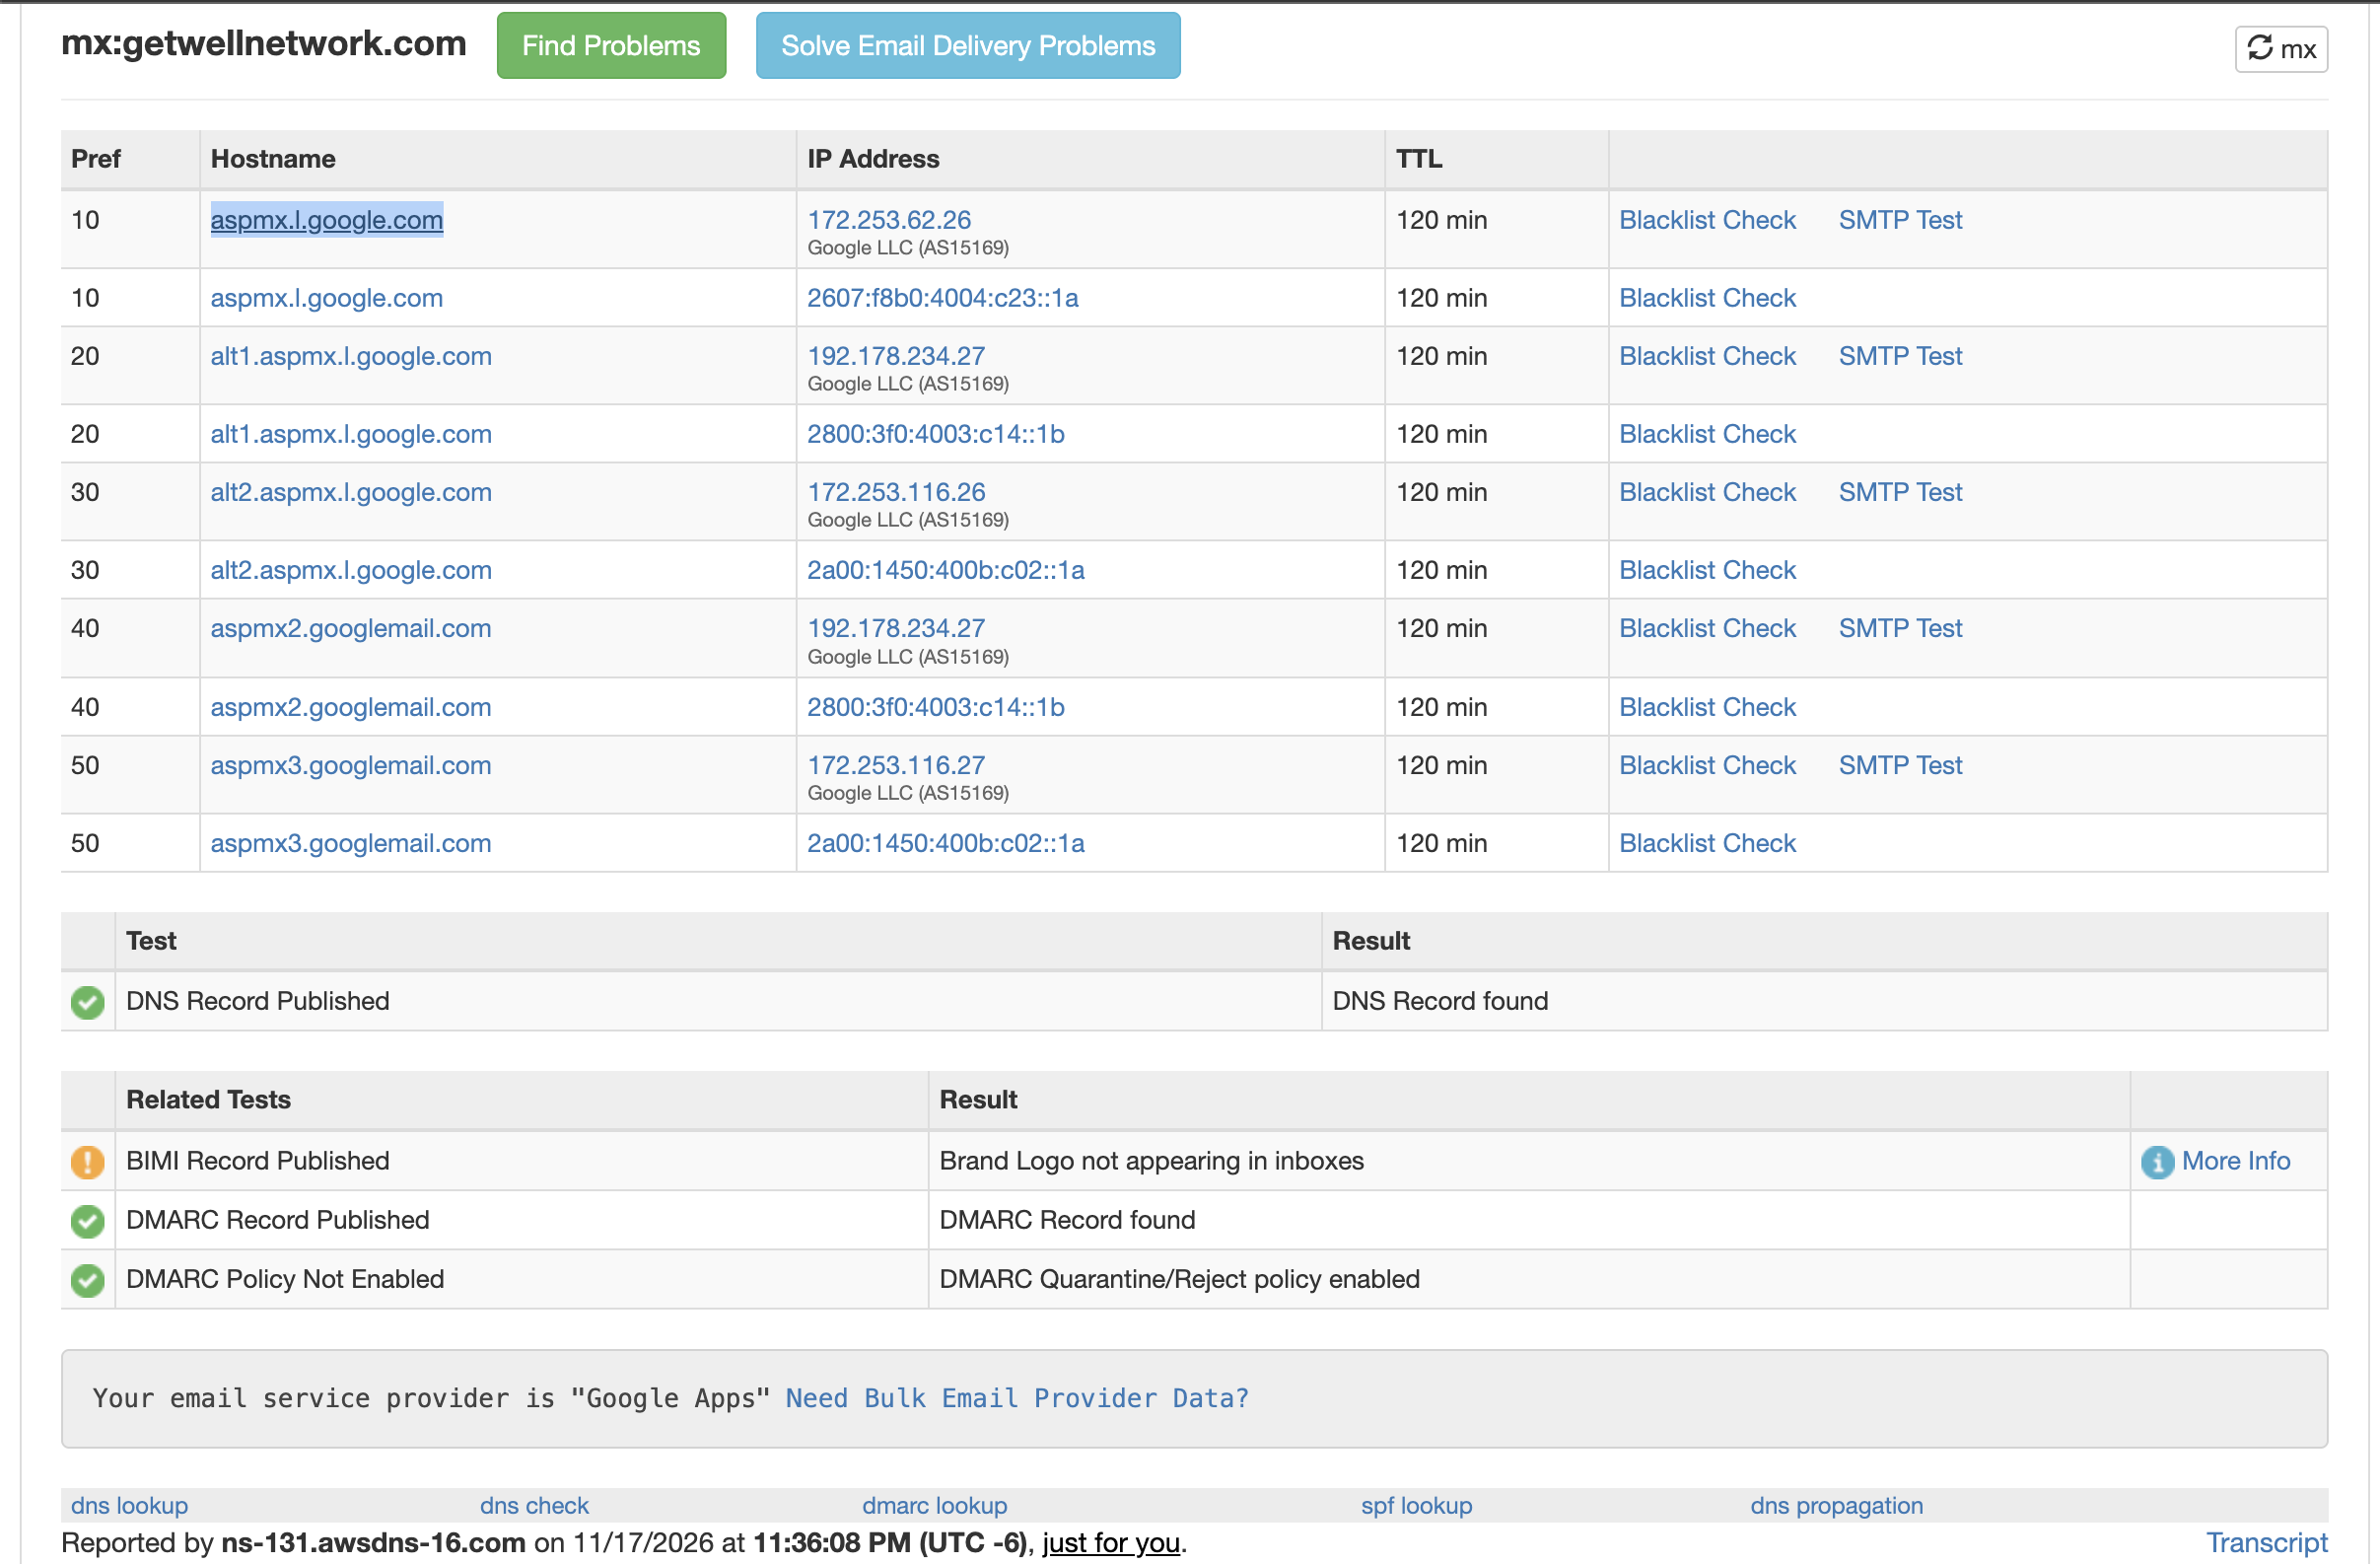 mx:getwellnetwork.com Find Problems Solve Email Delivery Problems mx
Pref Hostname IP Address TTL
10 aspmx.l.google.com 172.253.62.26 120 min Blacklist Check SMTP Test
Google LLC (AS15169)
10 aspmx.l.google.com 2607:f8b0:4004:c23::1a 120 min Blacklist Check
20 alt1.aspmx.l.google.com 192.178.234.27 120 min Blacklist Check SMTP Test
Google LLC (AS15169)
20 alt1.aspmx.l.google.com 2800:3f0:4003:c14::1b 120 min Blacklist Check
30 alt2.aspmx.l.google.com 172.253.116.26 120 min Blacklist Check SMTP Test
Google LLC (AS15169)
30 alt2.aspmx.l.google.com 2a00:1450:400b:c02::1a 120 min Blacklist Check
40 aspmx2.googlemail.com 192.178.234.27 120 min Blacklist Check SMTP Test
Google LLC (AS15169)
40 aspmx2.googlemail.com 2800:3f0:4003:c14::1b 120 min Blacklist Check
50 aspmx3.googlemail.com 172.253.116.27 120 min Blacklist Check SMTP Test
Google LLC (AS15169)
50 aspmx3.googlemail.com 2a00:1450:400b:c02::1a 120 min Blacklist Check
Test Result
DNS Record Published DNS Record found
Related Tests Result
BIMI Record Published Brand Logo not appearing in inboxes More Info
DMARC Record Published DMARC Record found
DMARC Policy Not Enabled DMARC Quarantine/Reject policy enabled
Your email service provider is "Google Apps" Need Bulk Email Provider Data?
dns lookup dns check dmarc lookup spf lookup dns propagation
Reported by ns-131.awsdns-16.com on 11/17/2026 at 11:36:08 PM (UTC -6), just for you. Transcript